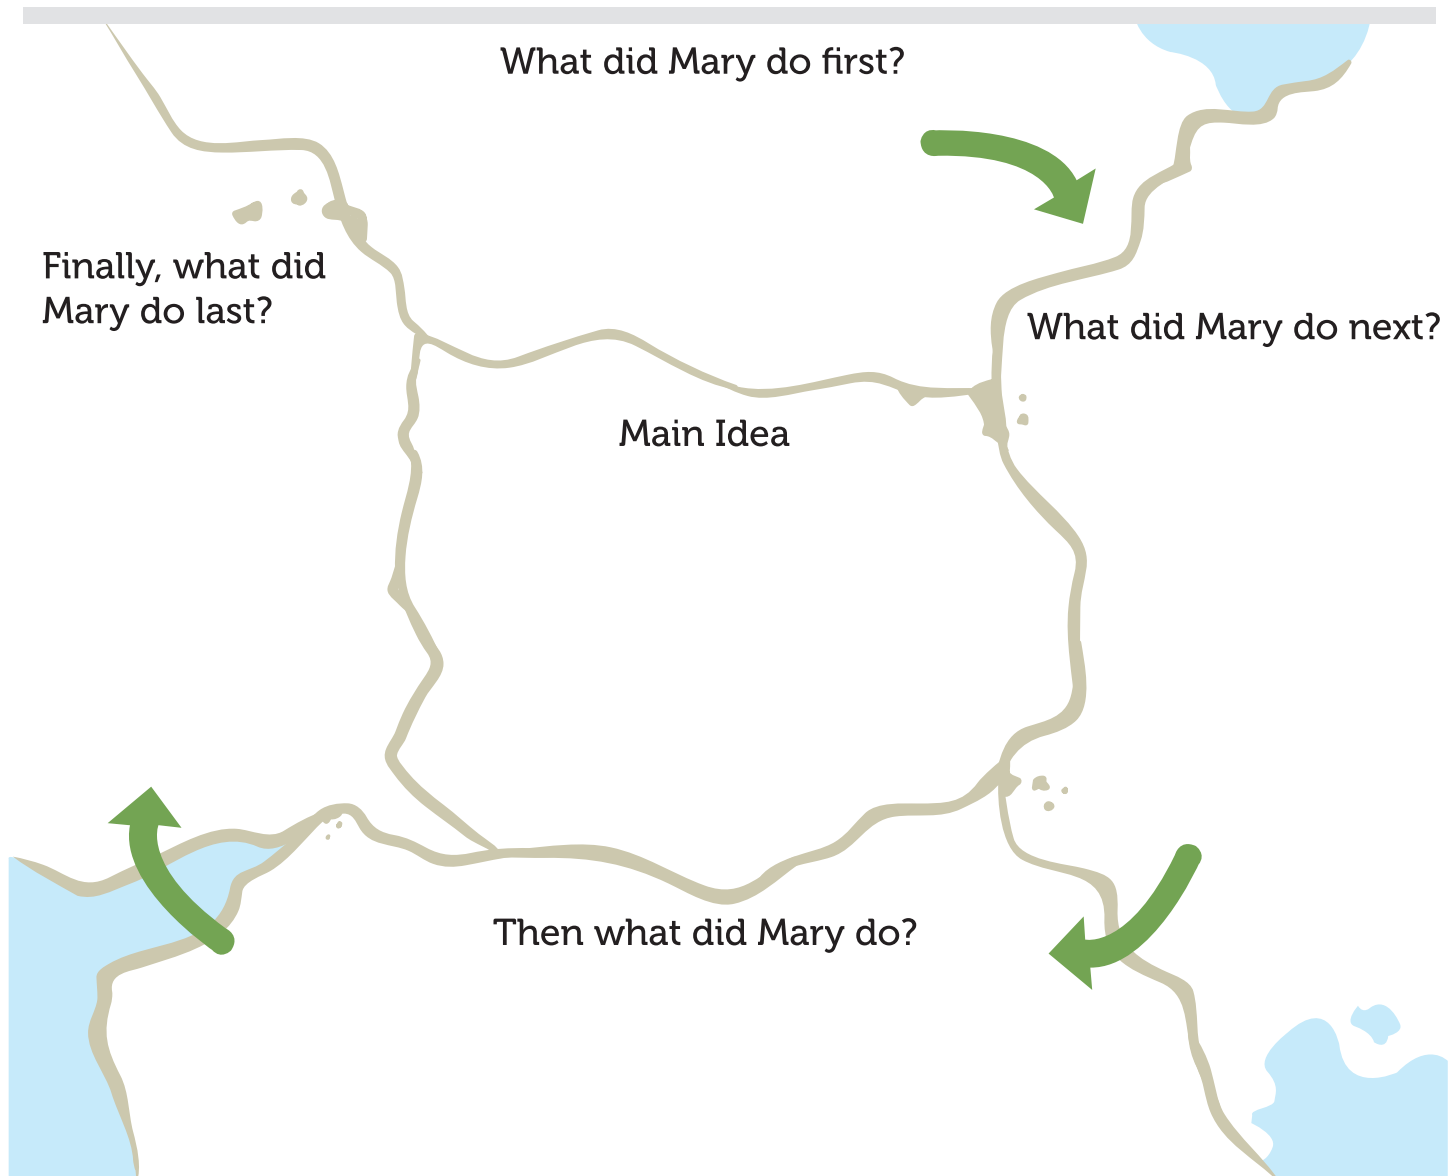 What did Mary do first?
Finally, what did
Mary do last?
What did Mary do next?
Main Idea
Then what did Mary do?